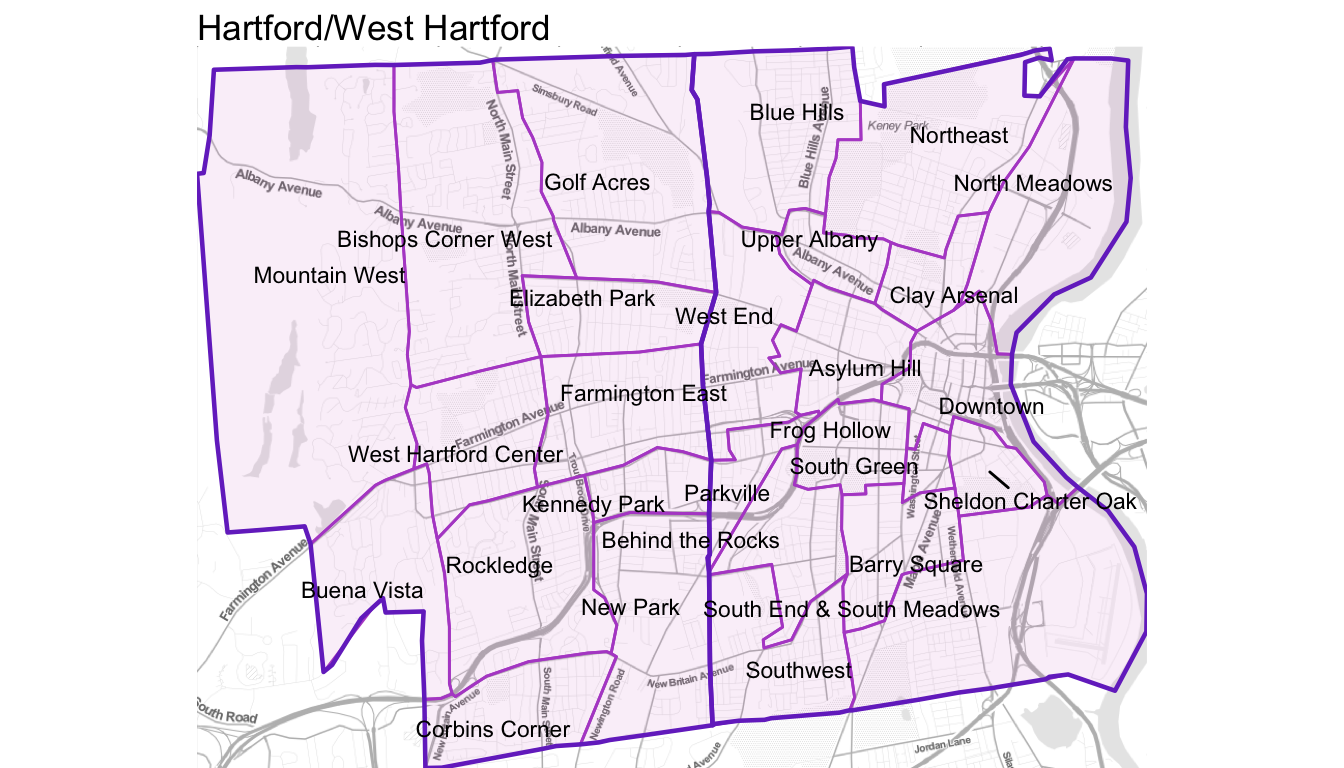 Hartford/West Hartford
Simsbury Road
Blue Hills
Blue Hills Avenue
Keney Park
Northeast
North Main Street
Golf Acres
North Meadows
Albany Avenue
Albany Avenue
Albany Avenue
Bishops Corner West
Upper Albany
Albany Avenue
Mountain West
North Main Street
Elizabeth Park
Clay Arsenal
West End
Farmington Avenue
Asylum Hill
Farmington East
Downtown
Farmington Avenue
Frog Hollow
West Hartford Center
South Green
Washington Street
Trout Brook Drive
Parkville
Kennedy Park
Sheldon Charter Oak
South Main Street
Behind the Rocks
Main Avenue
Rockledge
Barry Square
Farmington Avenue
Buena Vista
New Park
South End & South Meadows
Southwest
New Britain Avenue
South Main Street
Newington Road
South Road
New Britain Avenue
Corbins Corner
Jordan Lane